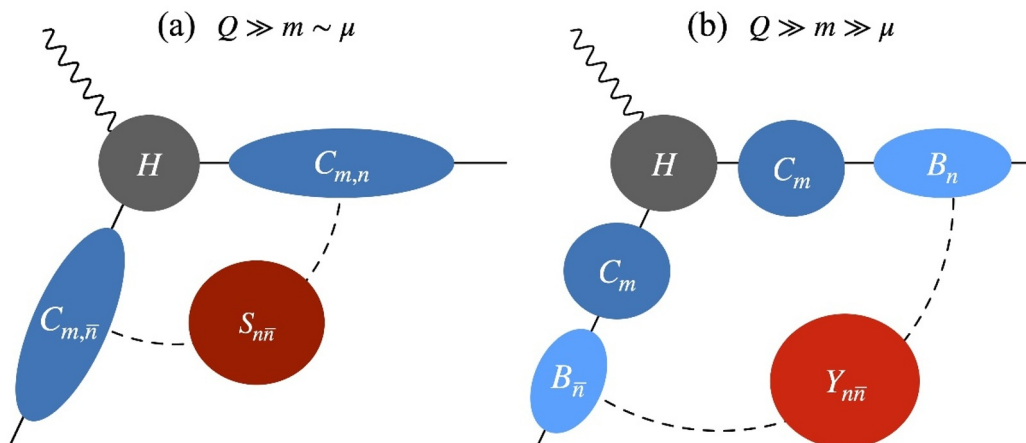 (a) Q ≫ m ∼ μ
(b) Q ≫ m ≫ μ
H
C_{m,n}
H
C_m
B_n
C_{m,n̅}
S_{nn̅}
C_m
B_{n̅}
Y_{nn̅}